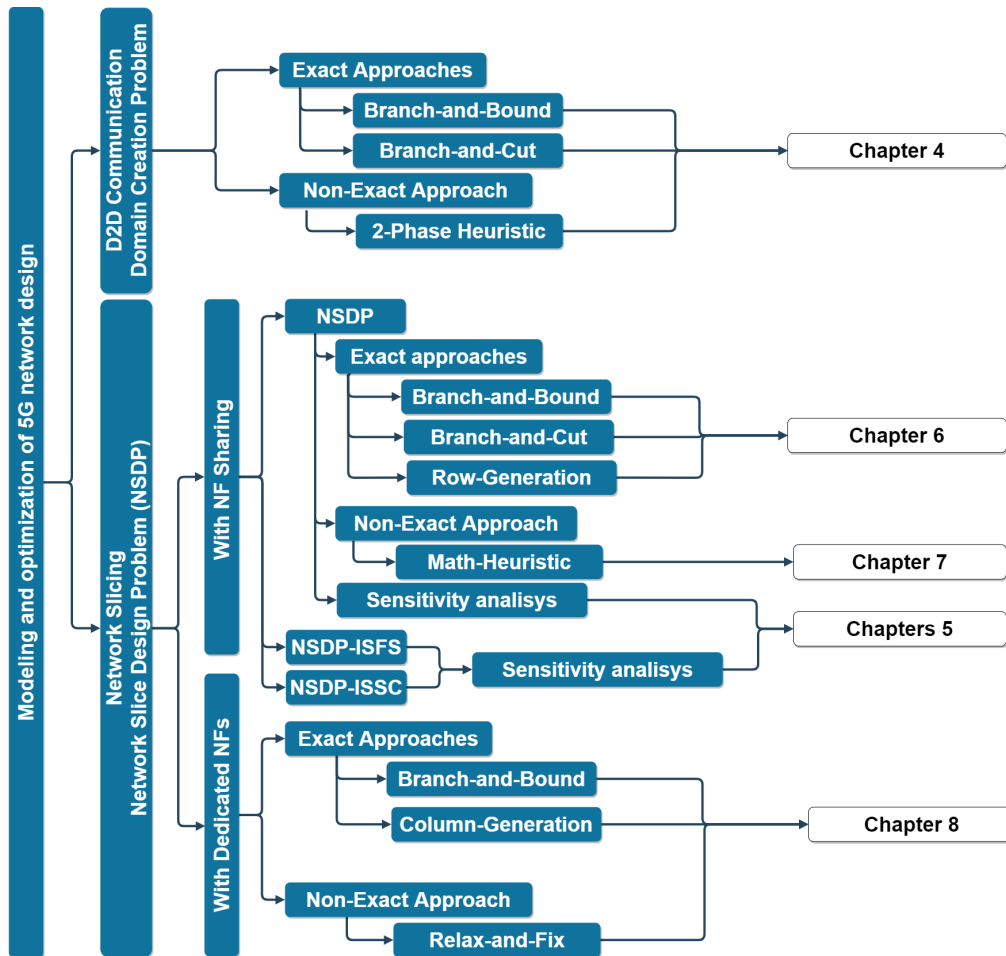 Modeling and optimization of 5G network design
D2D Communication
Domain Creation Problem
Exact Approaches
Branch-and-Bound
Branch-and-Cut
Non-Exact Approach
2-Phase Heuristic
Chapter 4
Network Slicing
Network Slice Design Problem (NSDP)
With NF Sharing
NSDP
Exact approaches
Branch-and-Bound
Branch-and-Cut
Row-Generation
Chapter 6
Non-Exact Approach
Math-Heuristic
Chapter 7
Sensitivity analisys
Chapters 5
NSDP-ISFS
NSDP-ISSC
Sensitivity analisys
With Dedicated NFs
Exact Approaches
Branch-and-Bound
Column-Generation
Chapter 8
Non-Exact Approach
Relax-and-Fix